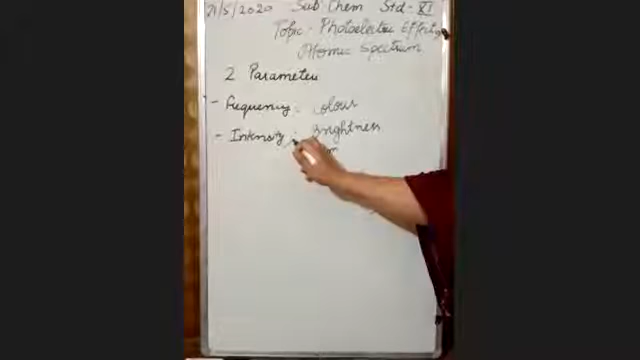 21/5/2020 Sub Chem Std - XI
Topic - Photoelectric Effect,
Atomic Spectrum
2 Parameter
- Frequency : Colour
- Intensity : Brightness